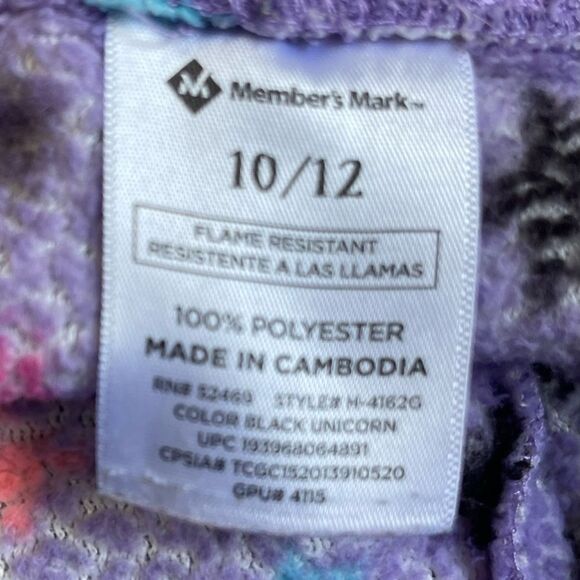 Member's Mark™
10/12
FLAME RESISTANT
RESISTENTE A LAS LLAMAS
100% POLYESTER
MADE IN CAMBODIA
RN# 52469 STYLE# H-4162G
COLOR BLACK UNICORN
UPC 193968064891
CPSIA# TCGC152013910520
GPU# 4115